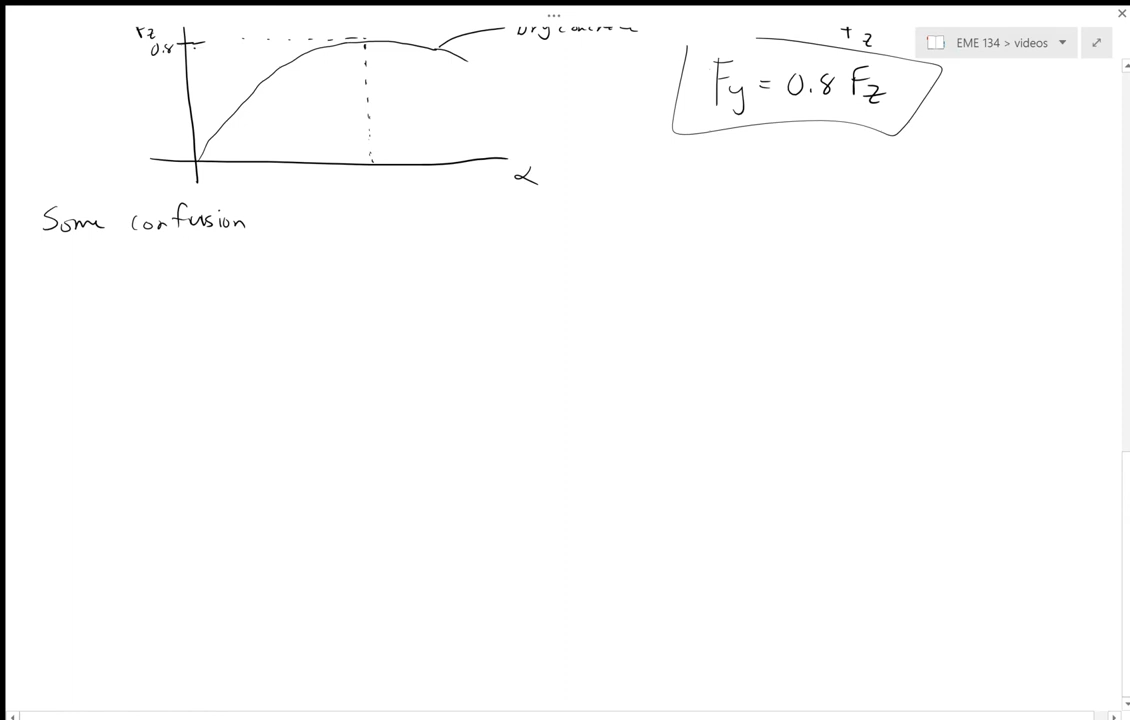 EME 134 > videos
Fz
0.8
z
Fy = 0.8 Fz
α
Some confusion